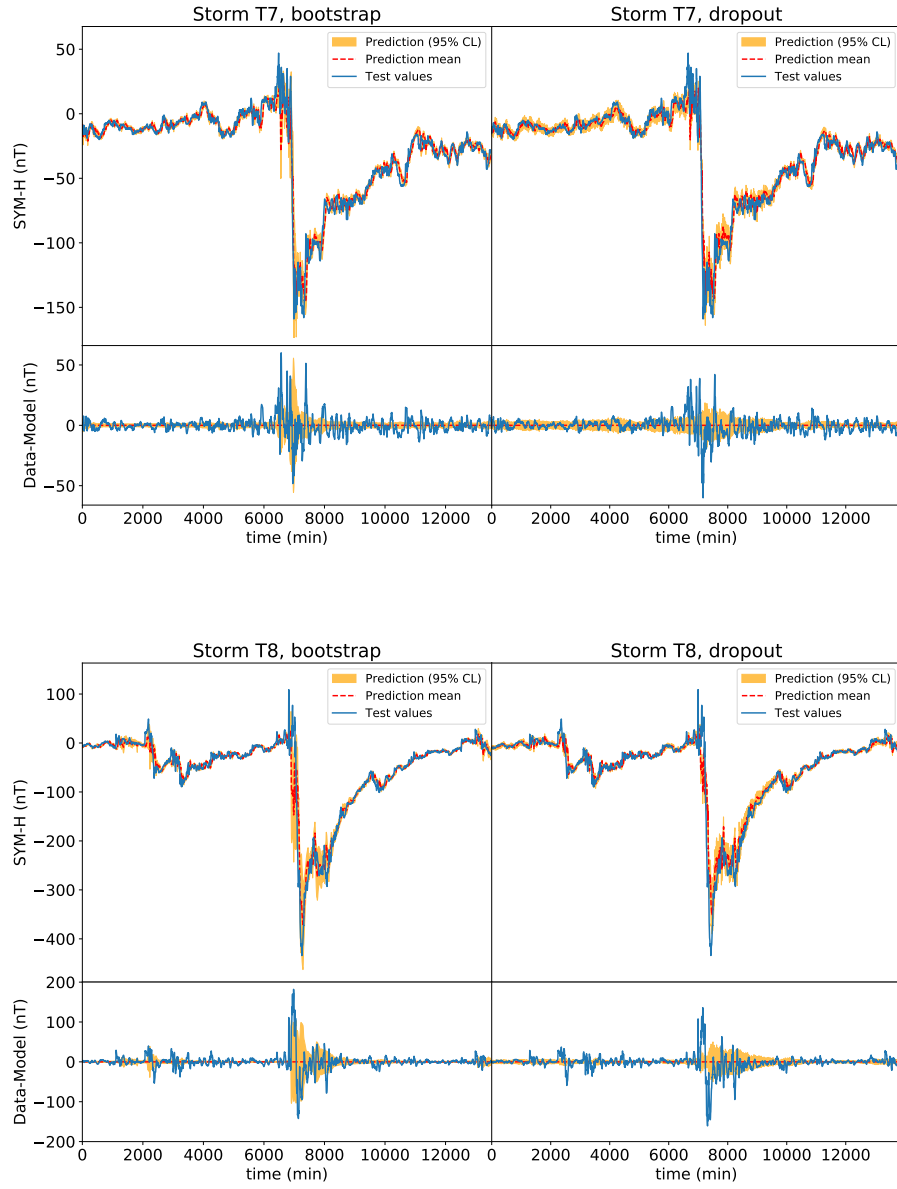 Storm T7, bootstrap
Storm T7, dropout
Prediction (95% CL)
Prediction mean
Test values
Prediction (95% CL)
Prediction mean
Test values
SYM-H (nT)
50
0
−50
−100
−150
Data-Model (nT)
50
0
−50
0 2000 4000 6000 8000 10000 12000
0 2000 4000 6000 8000 10000 12000
time (min)
time (min)
Storm T8, bootstrap
Storm T8, dropout
Prediction (95% CL)
Prediction mean
Test values
Prediction (95% CL)
Prediction mean
Test values
SYM-H (nT)
100
0
−100
−200
−300
−400
Data-Model (nT)
200
100
0
−100
−200
0 2000 4000 6000 8000 10000 12000
0 2000 4000 6000 8000 10000 12000
time (min)
time (min)